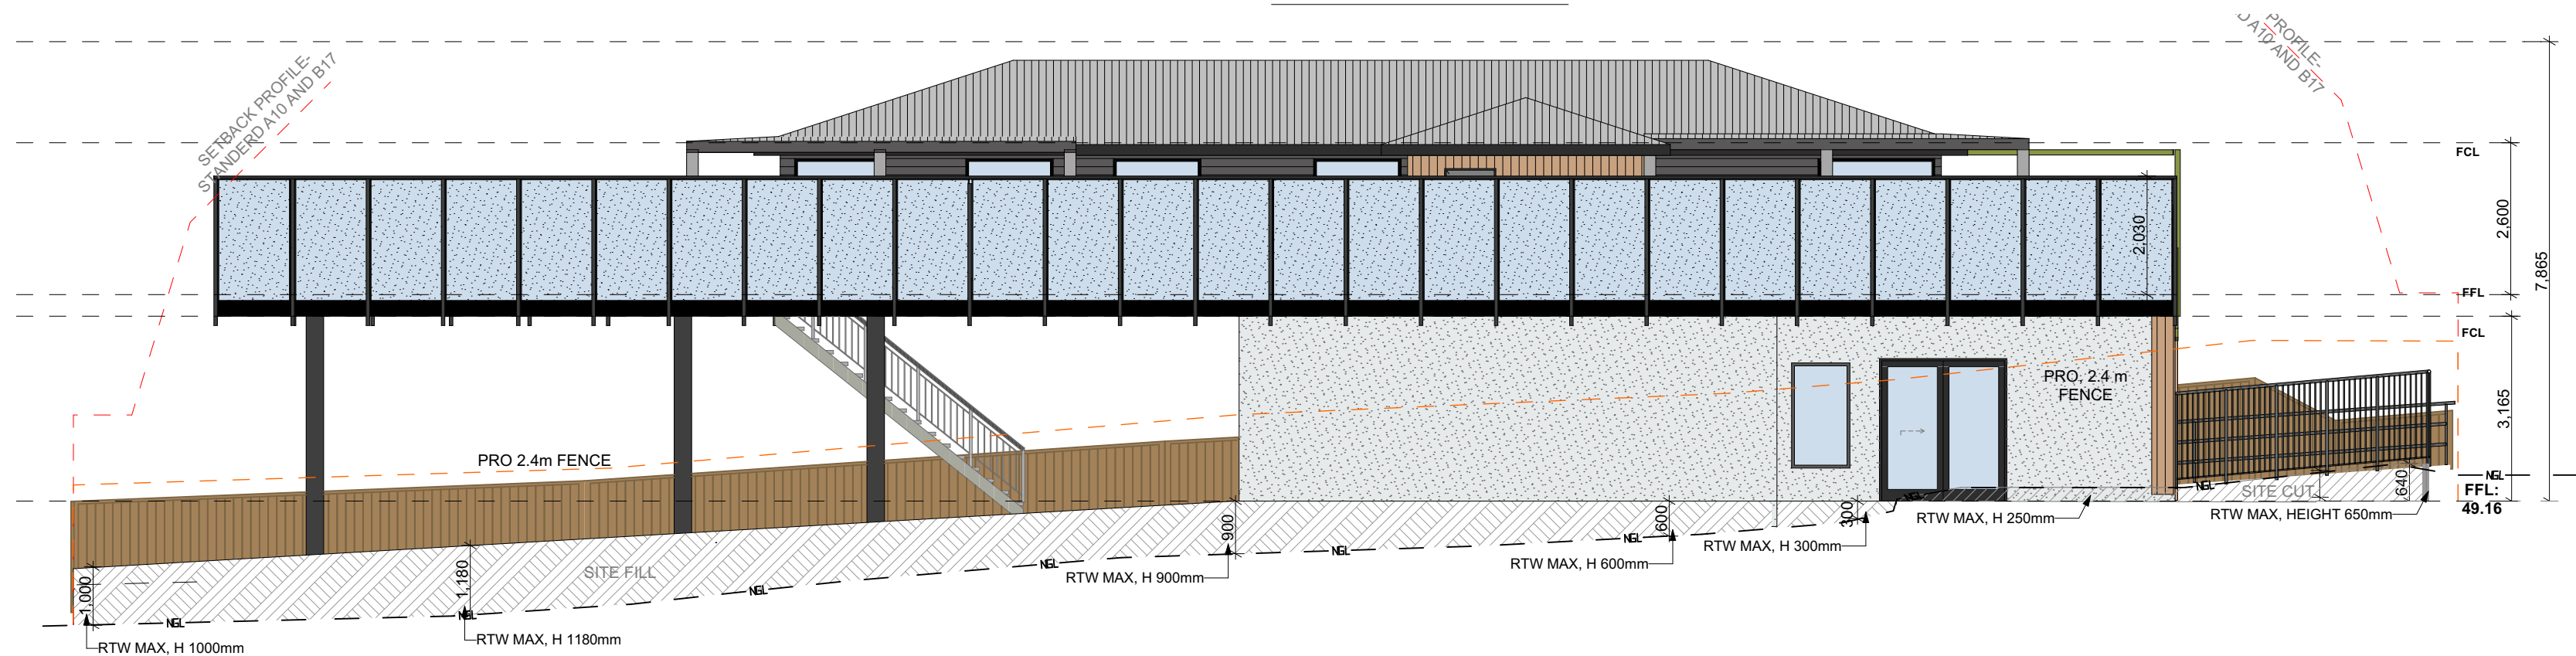 SETBACK PROFILE-
STANDERD A10 AND B17
PROFILE-
D A10 AND B17
FCL
2,600
7,865
2,030
FFL
FCL
PRO, 2.4 m
FENCE
3,165
PRO 2.4m FENCE
640
NGL
NGL
NGL
SITE CUT
FFL:
49.16
RTW MAX, H 250mm
RTW MAX, HEIGHT 650mm
900
600
300
RTW MAX, H 300mm
NGL
NGL
RTW MAX, H 600mm
NGL
RTW MAX, H 900mm
1,180
SITE FILL
1,000
NGL
NGL
NGL
RTW MAX, H 1180mm
RTW MAX, H 1000mm